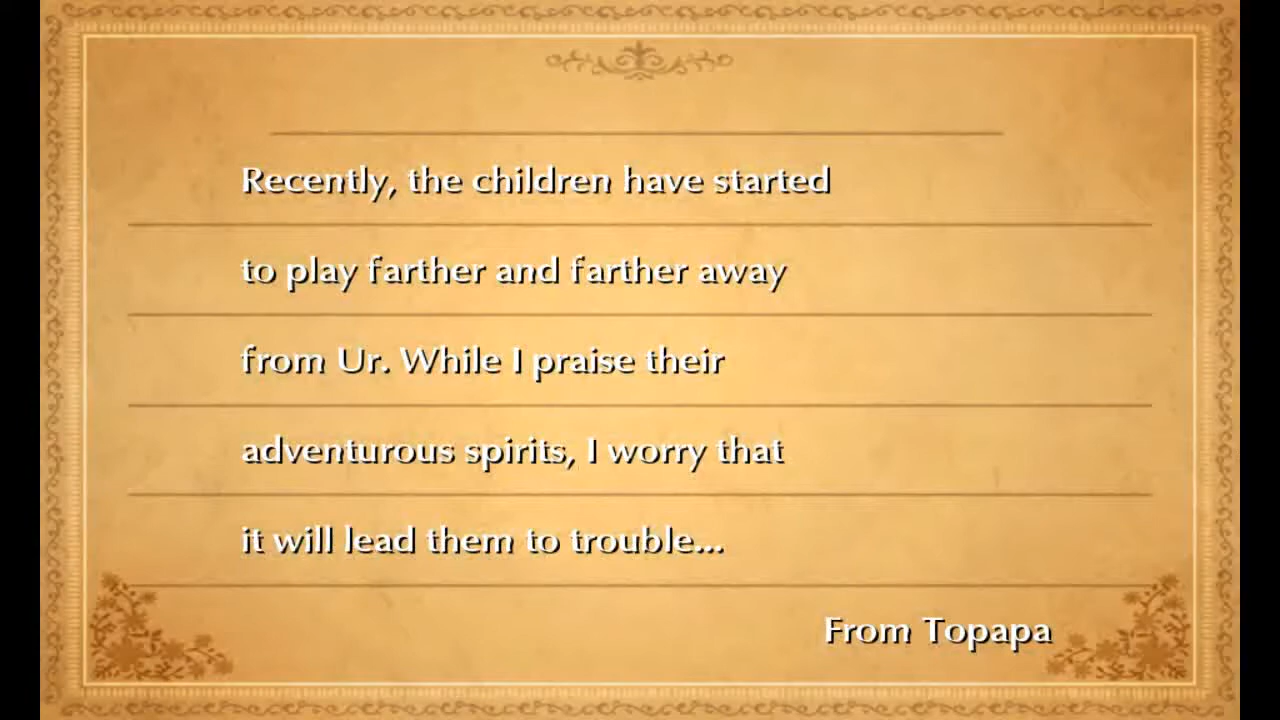 Recently, the children have started
to play farther and farther away
from Ur. While I praise their
adventurous spirits, I worry that
it will lead them to trouble...
From Topapa